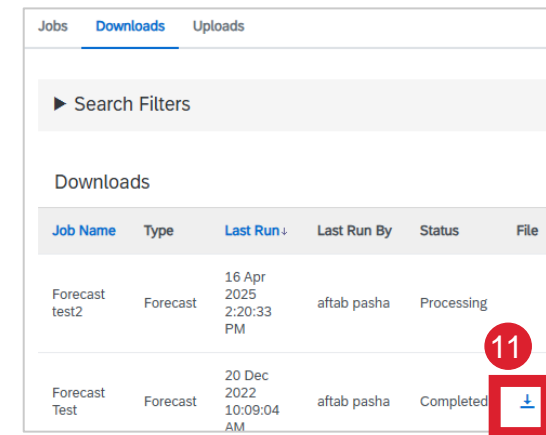 Jobs Downloads Uploads
▶ Search Filters
Downloads
Job Name Type Last Run↓ Last Run By Status File
Forecast test2 Forecast 16 Apr 2025 2:20:33 PM aftab pasha Processing
11
Forecast Test Forecast 20 Dec 2022 10:09:04 AM aftab pasha Completed